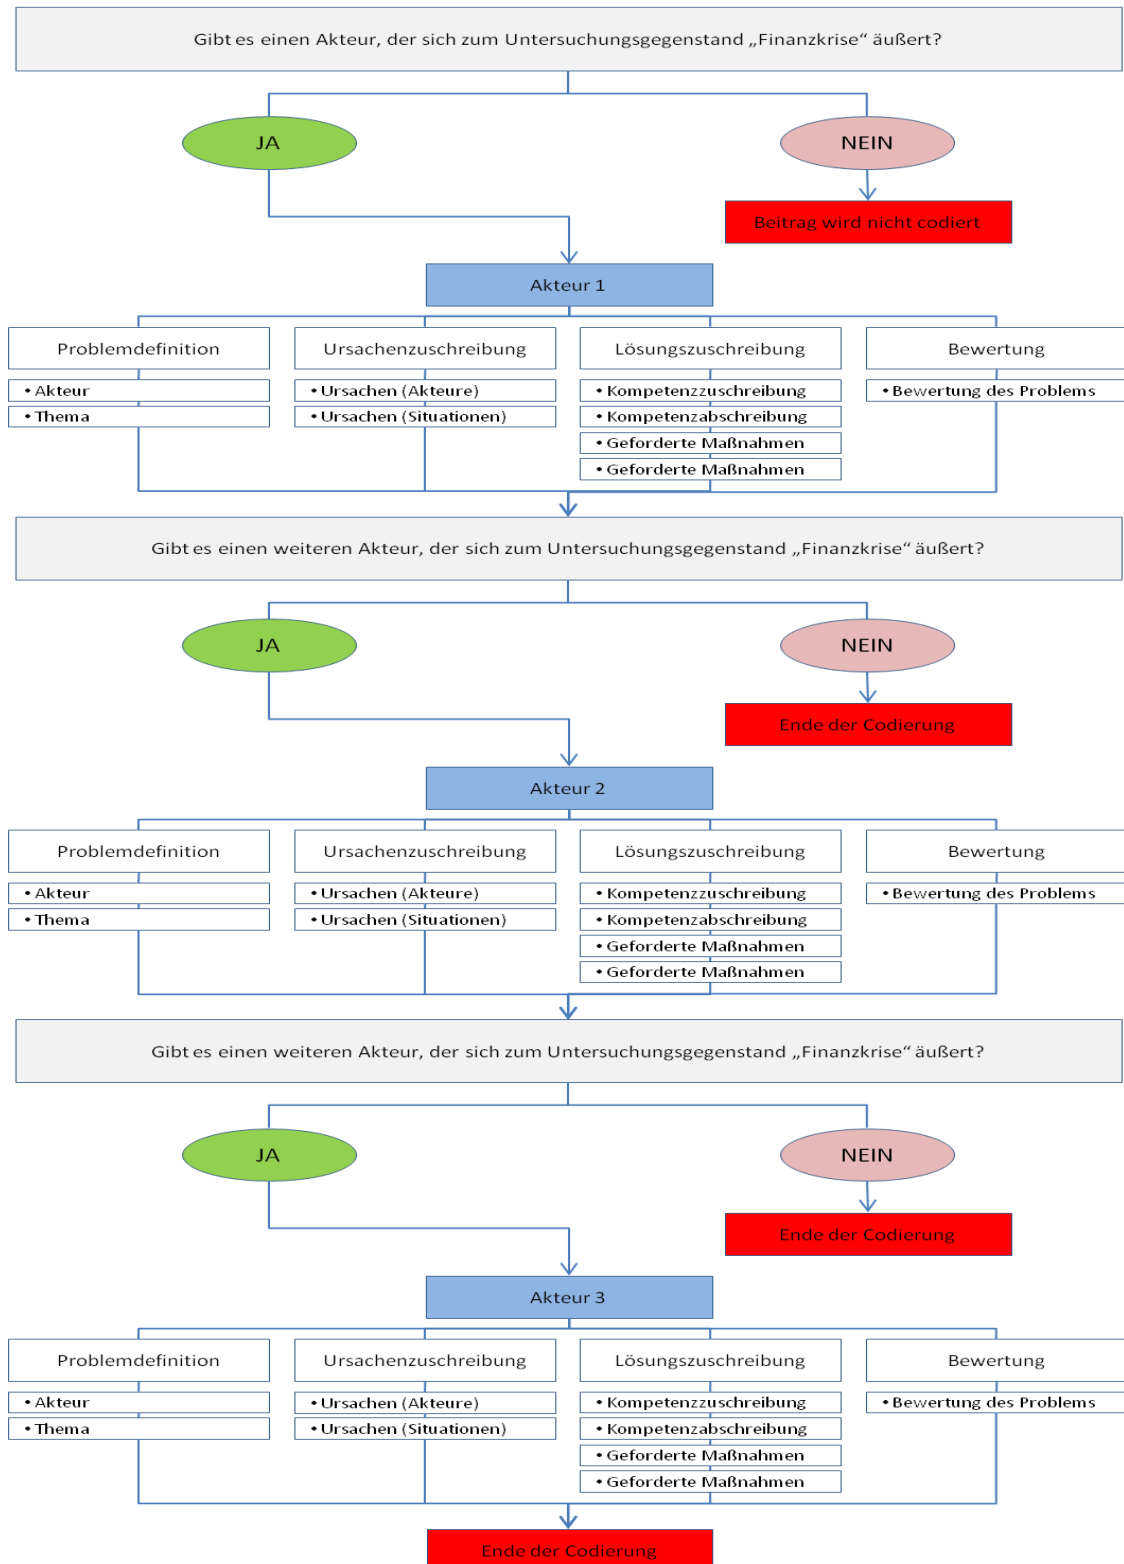 Gibt es einen Akteur, der sich zum Untersuchungsgegenstand „Finanzkrise“ äußert?
JA
NEIN
Beitrag wird nicht codiert
Akteur 1
Problemdefinition
• Akteur
• Thema
Ursachenzuschreibung
• Ursachen (Akteure)
• Ursachen (Situationen)
Lösungszuschreibung
• Kompetenzzuschreibung
• Kompetenzabschreibung
• Geforderte Maßnahmen
• Geforderte Maßnahmen
Bewertung
• Bewertung des Problems
Gibt es einen weiteren Akteur, der sich zum Untersuchungsgegenstand „Finanzkrise“ äußert?
JA
NEIN
Ende der Codierung
Akteur 2
Problemdefinition
• Akteur
• Thema
Ursachenzuschreibung
• Ursachen (Akteure)
• Ursachen (Situationen)
Lösungszuschreibung
• Kompetenzzuschreibung
• Kompetenzabschreibung
• Geforderte Maßnahmen
• Geforderte Maßnahmen
Bewertung
• Bewertung des Problems
Gibt es einen weiteren Akteur, der sich zum Untersuchungsgegenstand „Finanzkrise“ äußert?
JA
NEIN
Ende der Codierung
Akteur 3
Problemdefinition
• Akteur
• Thema
Ursachenzuschreibung
• Ursachen (Akteure)
• Ursachen (Situationen)
Lösungszuschreibung
• Kompetenzzuschreibung
• Kompetenzabschreibung
• Geforderte Maßnahmen
• Geforderte Maßnahmen
Bewertung
• Bewertung des Problems
Ende der Codierung